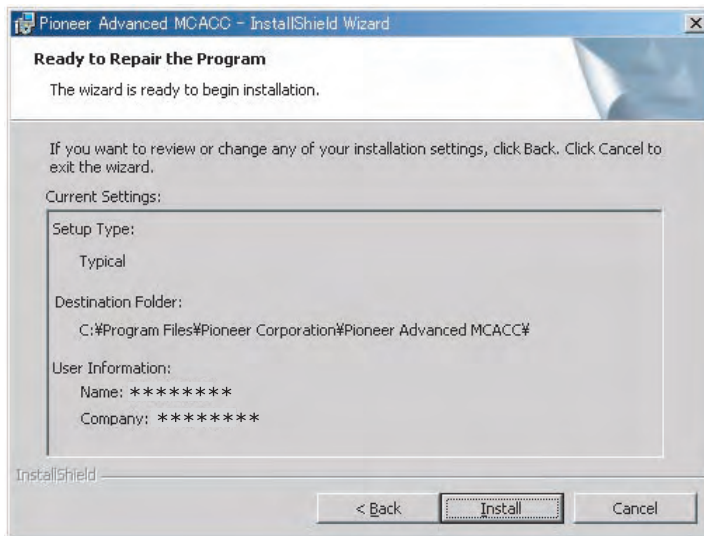 Pioneer Advanced MCACC - InstallShield Wizard
Ready to Repair the Program
The wizard is ready to begin installation.
If you want to review or change any of your installation settings, click Back. Click Cancel to
exit the wizard.
Current Settings:
Setup Type:
Typical
Destination Folder:
C:¥Program Files¥Pioneer Corporation¥Pioneer Advanced MCACC¥
User Information:
Name: ********
Company: ********
InstallShield
< Back
Install
Cancel